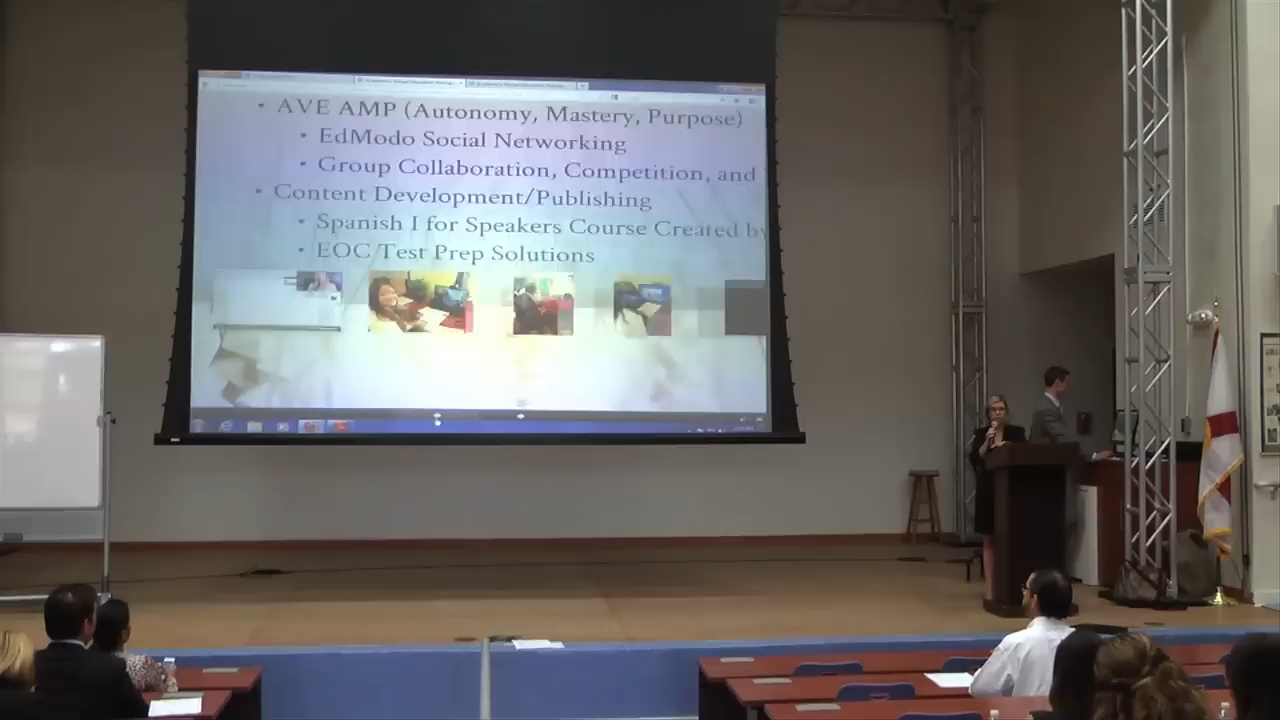 • AVE AMP (Autonomy, Mastery, Purpose)
• EdModo Social Networking
• Group Collaboration, Competition, and
• Content Development/Publishing
• Spanish I for Speakers Course Created by
• EOC Test Prep Solutions